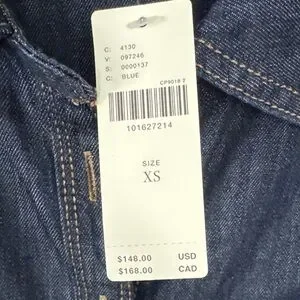 C: 4130
V: 097246
S: 0000137
C: BLUE
CP9018 7
101627214
SIZE
XS
$148.00 USD
$168.00 CAD